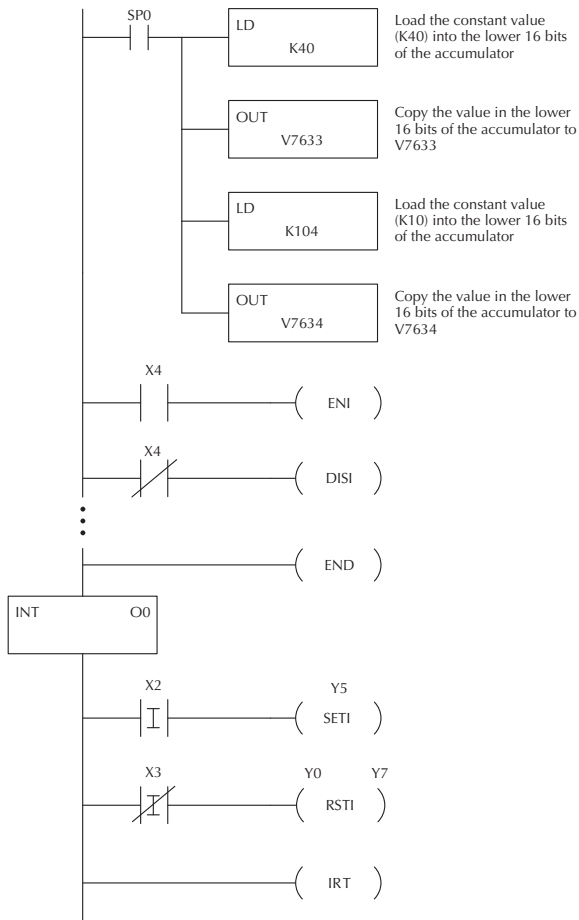 SP0
LD
K40
Load the constant value
(K40) into the lower 16 bits
of the accumulator
OUT
V7633
Copy the value in the lower
16 bits of the accumulator to
V7633
LD
K104
Load the constant value
(K10) into the lower 16 bits
of the accumulator
OUT
V7634
Copy the value in the lower
16 bits of the accumulator to
V7634
X4
ENI
X4
DISI
END
INT O0
X2 Y5
SETI
X3 Y0 Y7
RSTI
IRT